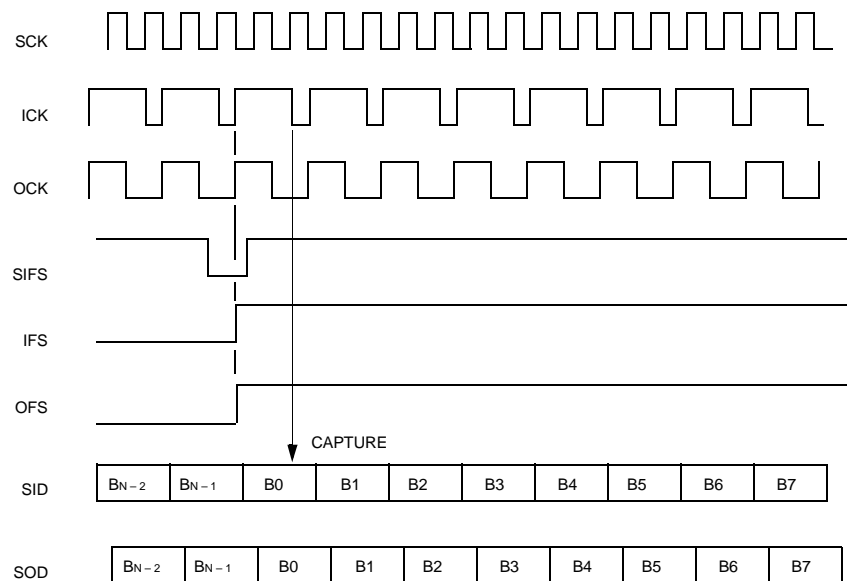 SCK
ICK
OCK
SIFS
IFS
OFS
CAPTURE
SID BN – 2 BN – 1 B0 B1 B2 B3 B4 B5 B6 B7
SOD BN – 2 BN – 1 B0 B1 B2 B3 B4 B5 B6 B7